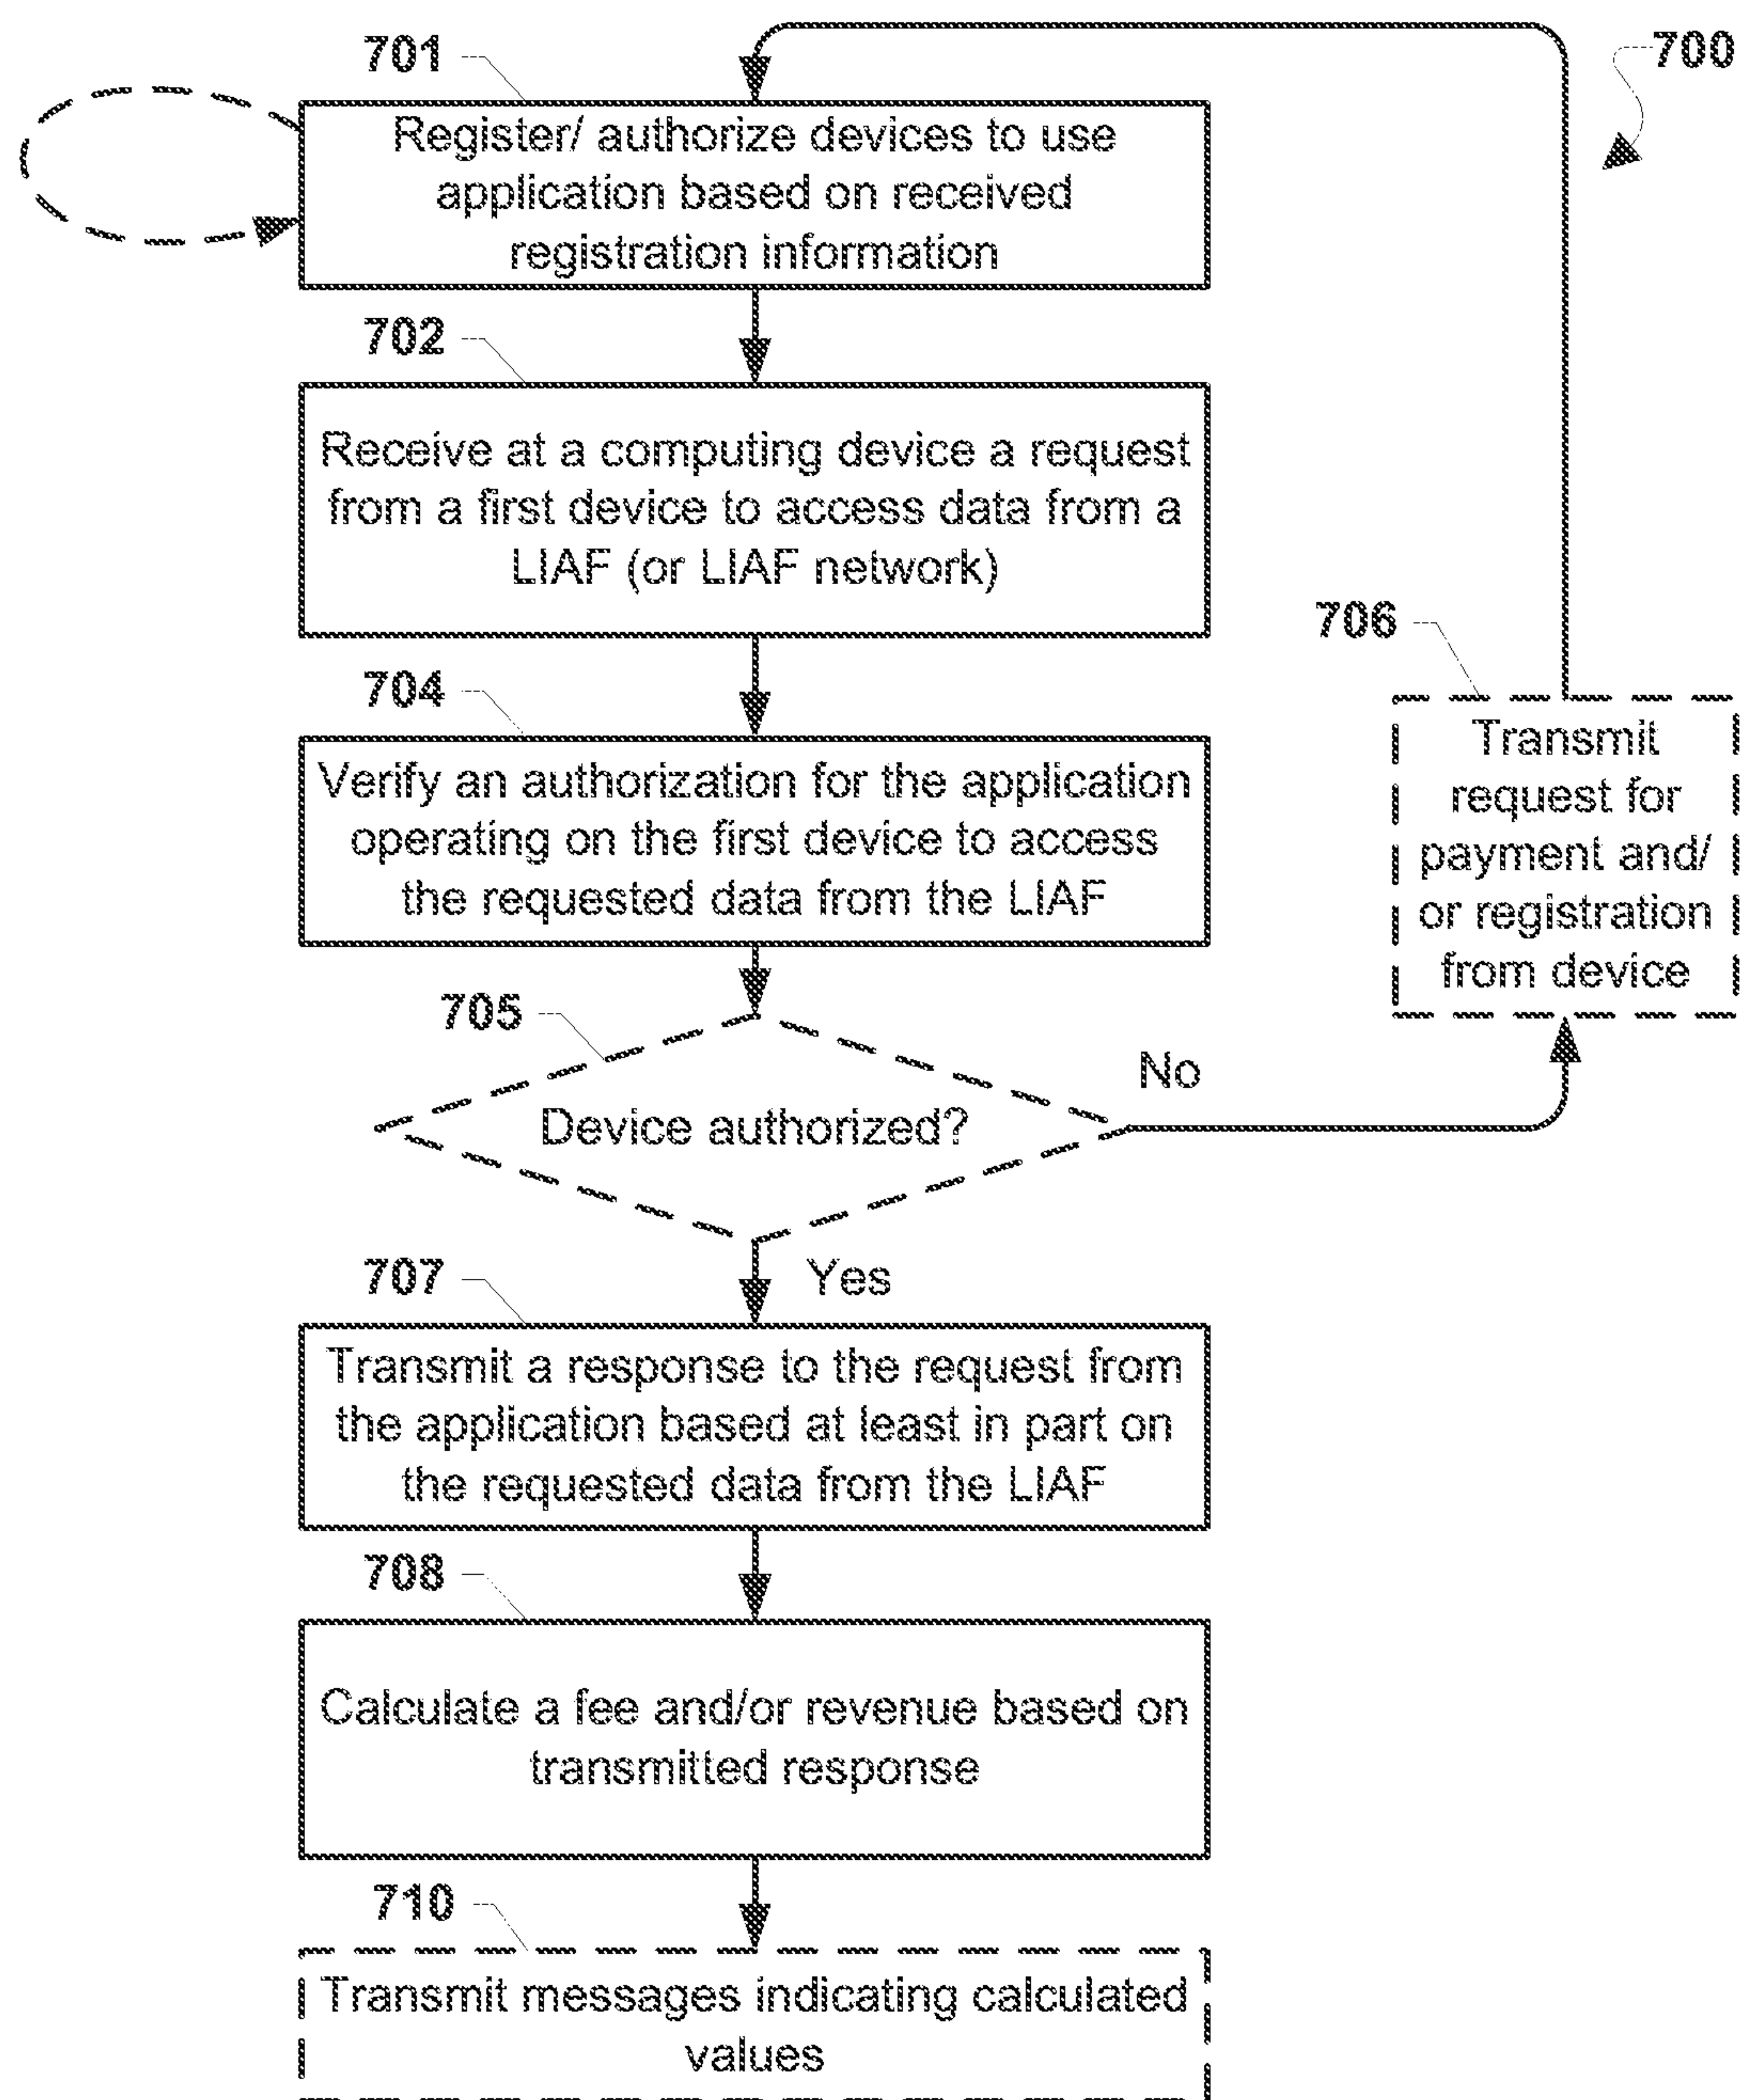 700
701
Register/ authorize devices to use
application based on received
registration information
702
Receive at a computing device a request
from a first device to access data from a
LIAF (or LIAF network)
704
Verify an authorization for the application
operating on the first device to access
the requested data from the LIAF
705
Device authorized?
No
706
Transmit
request for
payment and/
or registration
from device
Yes
707
Transmit a response to the request from
the application based at least in part on
the requested data from the LIAF
708
Calculate a fee and/or revenue based on
transmitted response
710
Transmit messages indicating calculated
values